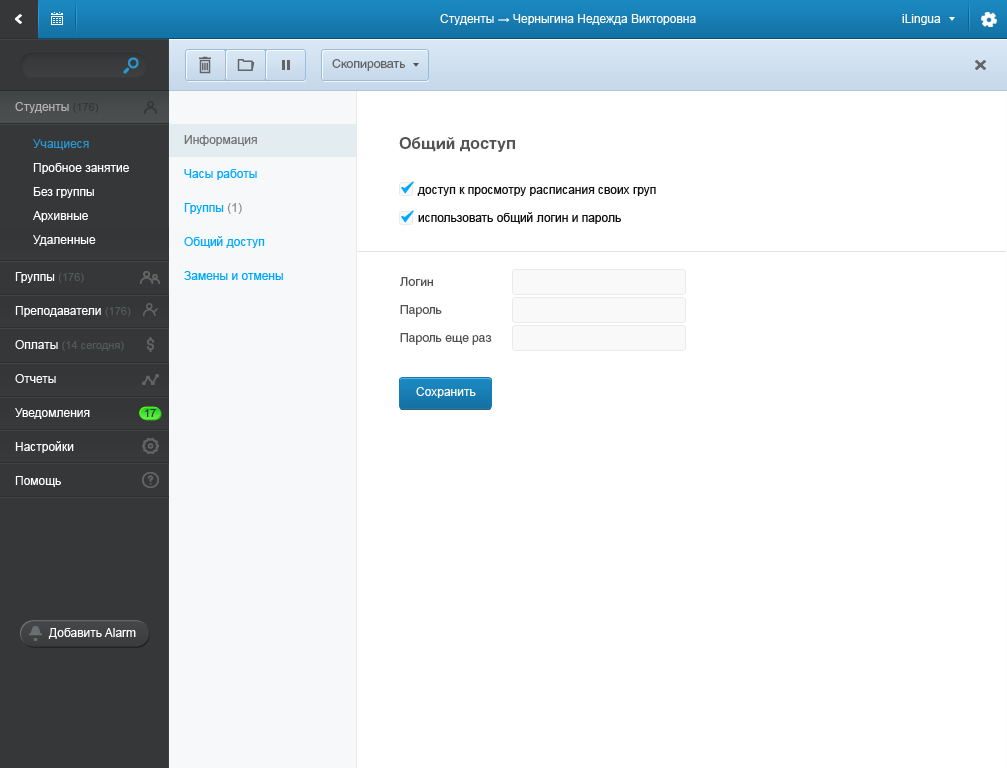 Студенты → Черныгина Надежда Викторовна
iLingua
Скопировать
Студенты (176)
Учащиеся
Пробное занятие
Без группы
Архивные
Удаленные
Группы (176)
Преподаватели (176)
Оплаты (14 сегодня)
$
Отчеты
Уведомления 17
Настройки
Помощь ?
Добавить Alarm
Информация
Часы работы
Группы (1)
Общий доступ
Замены и отмены
Общий доступ
доступ к просмотру расписания своих груп
использовать общий логин и пароль
Логин
Пароль
Пароль еще раз
Сохранить